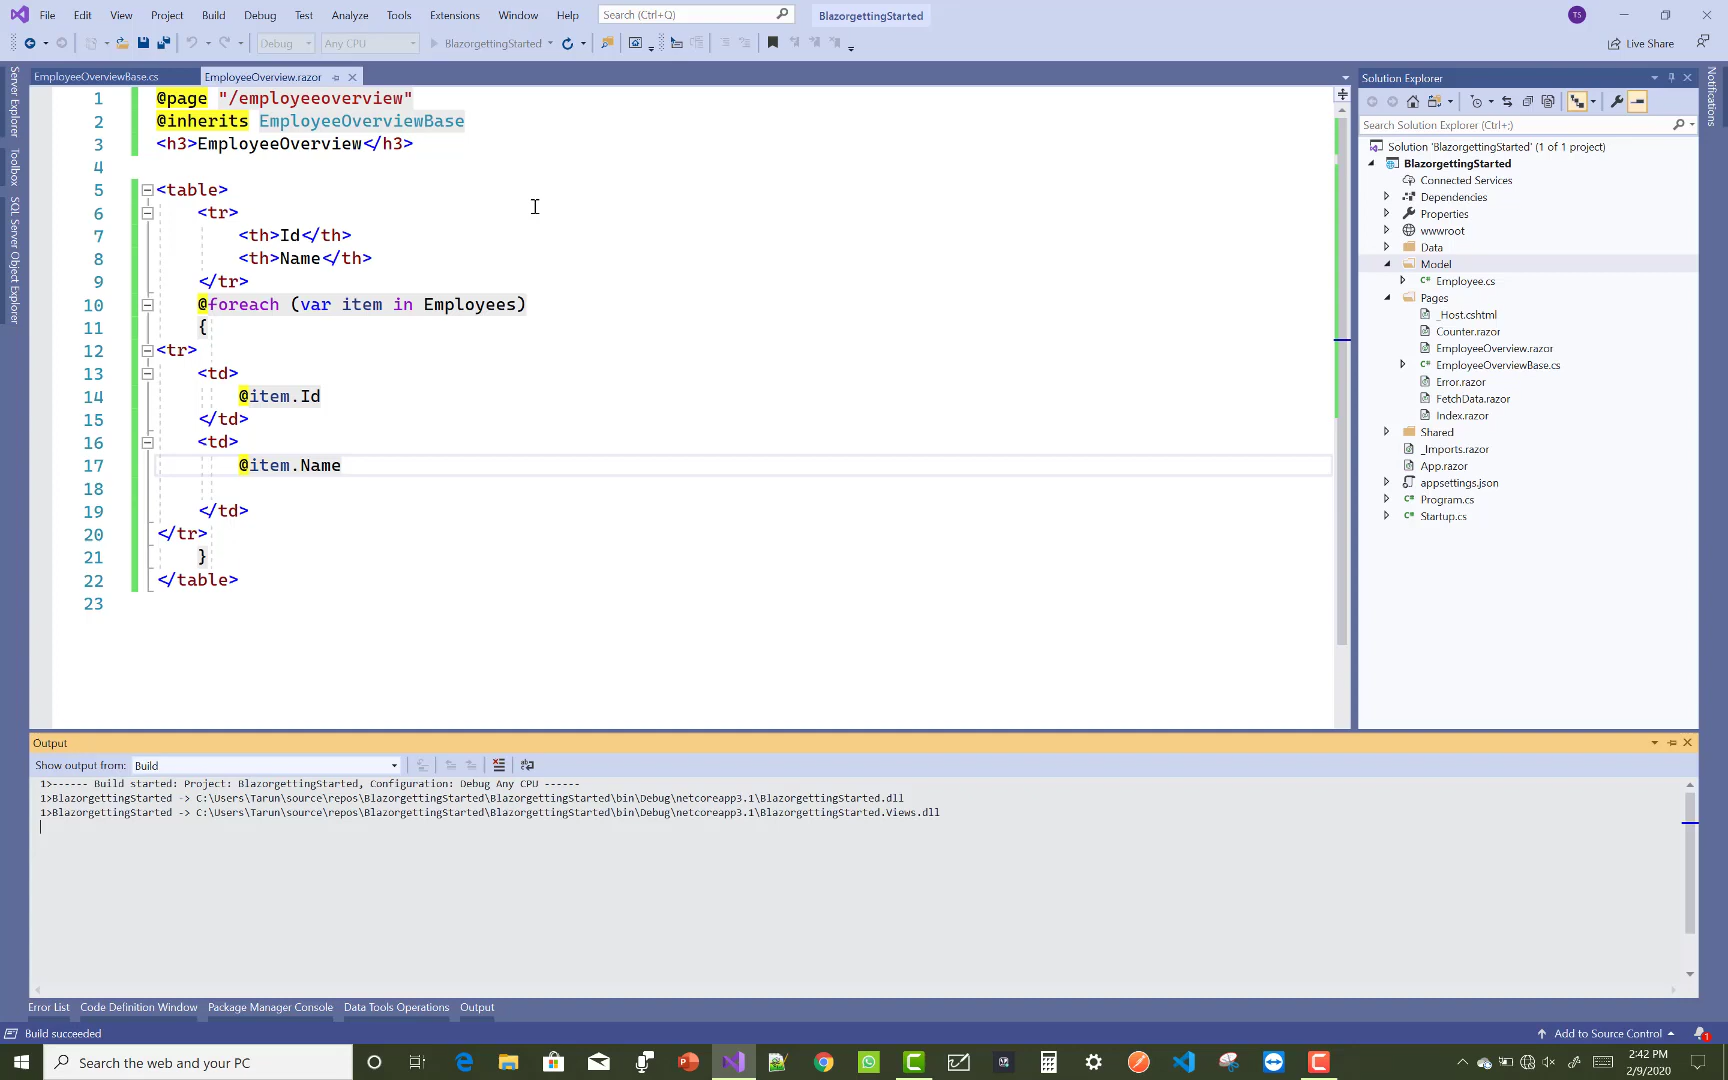 File Edit View Project Build Debug Test Analyze Tools Extensions Window Help Search (Ctrl+Q) BlazorgettingStarted TS
Debug Any CPU BlazorgettingStarted Live Share
Server Explorer
Toolbox
SQL Server Object Explorer
EmployeeOverviewBase.cs EmployeeOverview.razor
1 @page "/employeeoverview"
2 @inherits EmployeeOverviewBase
3 <h3>EmployeeOverview</h3>
4
5 <table>
6 <tr>
7 <th>Id</th>
8 <th>Name</th>
9 </tr>
10 @foreach (var item in Employees)
11 {
12 <tr>
13 <td>
14 @item.Id
15 </td>
16 <td>
17 @item.Name
18
19 </td>
20 </tr>
21 }
22 </table>
23
Solution Explorer
Search Solution Explorer (Ctrl+;)
Solution 'BlazorgettingStarted' (1 of 1 project)
BlazorgettingStarted
Connected Services
Dependencies
Properties
wwwroot
Data
Model
Employee.cs
Pages
_Host.cshtml
Counter.razor
EmployeeOverview.razor
EmployeeOverviewBase.cs
Error.razor
FetchData.razor
Index.razor
Shared
_Imports.razor
App.razor
appsettings.json
Program.cs
Startup.cs
Notifications
Output
Show output from: Build
1>------ Build started: Project: BlazorgettingStarted, Configuration: Debug Any CPU ------
1>BlazorgettingStarted -> C:\Users\Tarun\source\repos\BlazorgettingStarted\BlazorgettingStarted\bin\Debug\netcoreapp3.1\BlazorgettingStarted.dll
1>BlazorgettingStarted -> C:\Users\Tarun\source\repos\BlazorgettingStarted\BlazorgettingStarted\bin\Debug\netcoreapp3.1\BlazorgettingStarted.Views.dll
Error List Code Definition Window Package Manager Console Data Tools Operations Output
Build succeeded Add to Source Control 1
Search the web and your PC
2:42 PM
2/9/2020